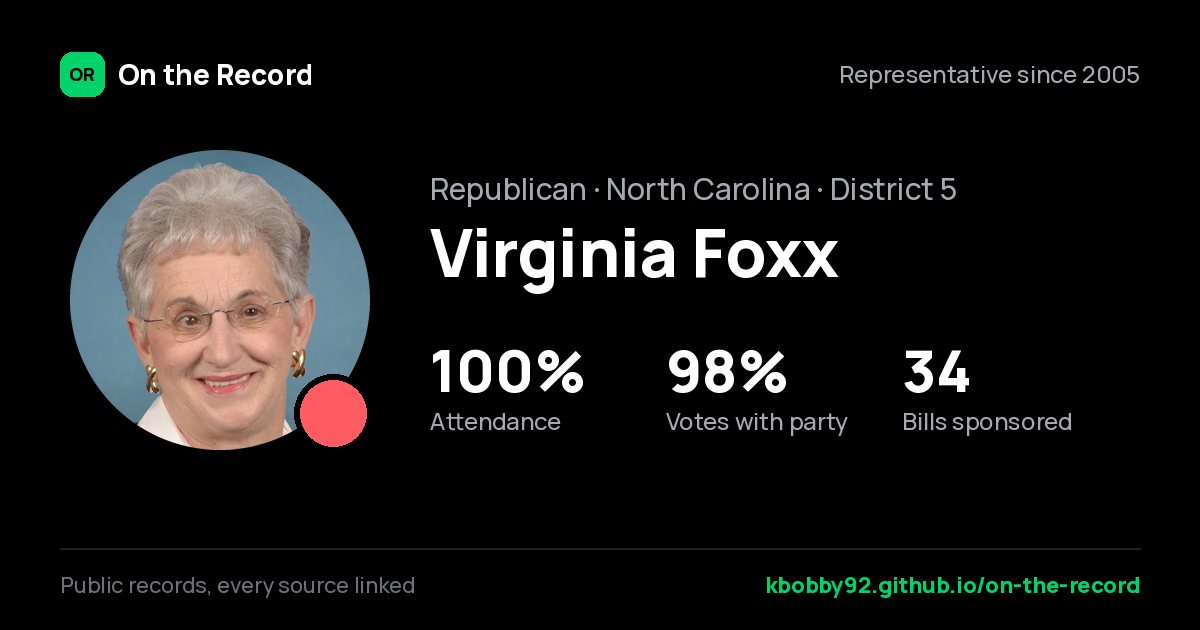 OR On the Record
Representative since 2005
Republican · North Carolina · District 5
Virginia Foxx
100% 98% 34
Attendance Votes with party Bills sponsored
Public records, every source linked
kbobby92.github.io/on-the-record